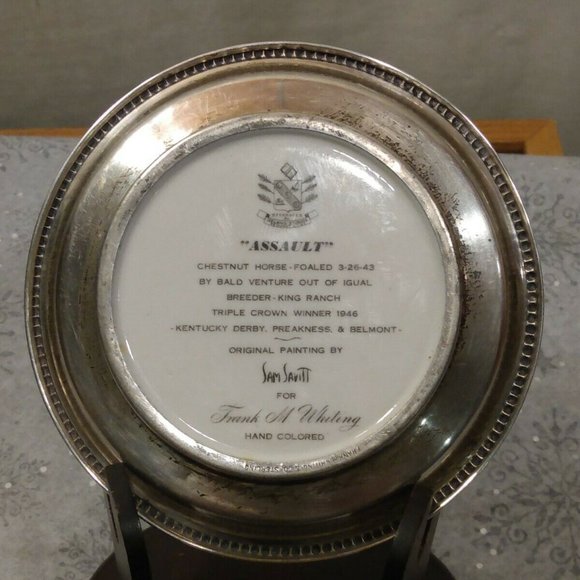 "ASSAULT"
CHESTNUT HORSE - FOALED 3-26-43
BY BALD VENTURE OUT OF IGUAL
BREEDER - KING RANCH
TRIPLE CROWN WINNER 1946
- KENTUCKY DERBY, PREAKNESS, & BELMONT -
ORIGINAL PAINTING BY
SAM SAVITT
FOR
Frank M Whiting
HAND COLORED